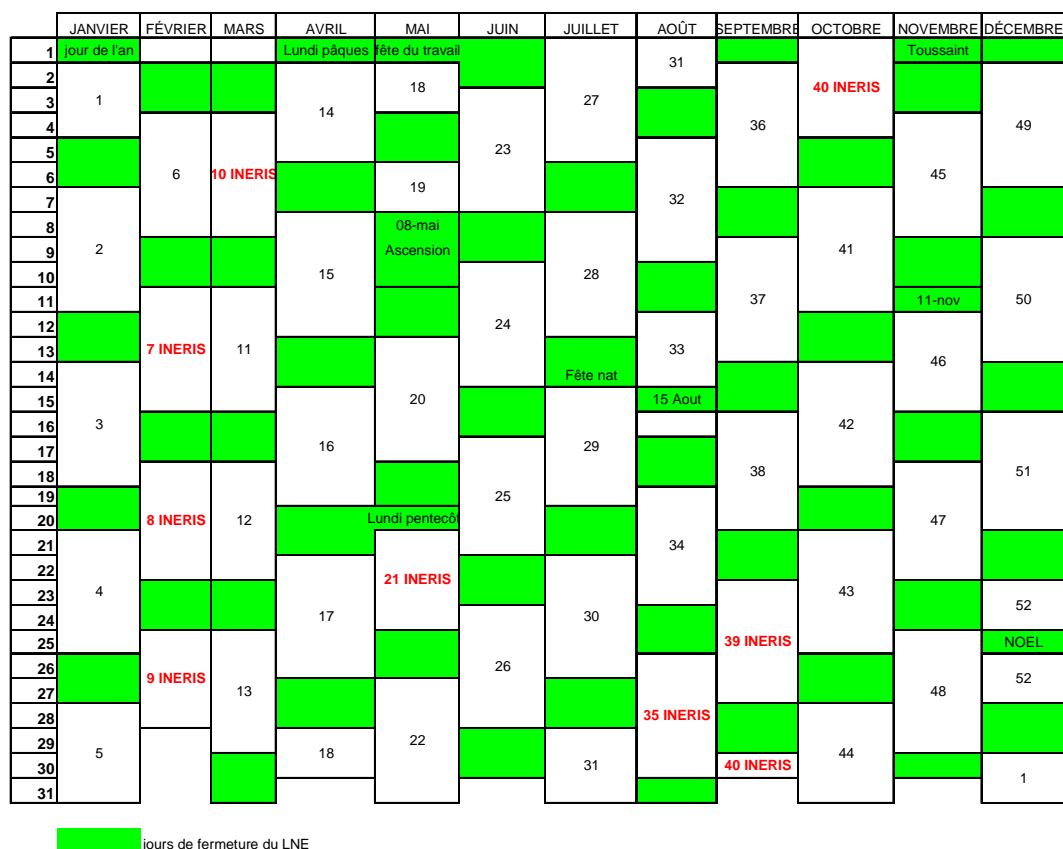 JANVIER FÉVRIER MARS AVRIL MAI JUIN JUILLET AOÛT SEPTEMBRE OCTOBRE NOVEMBRE DÉCEMBRE
1 jour de l'an Lundi pâques fête du travail 31 Toussaint
2 18 40 INERIS
3 1 27
4 14 36 49
5 23
6 6 10 INERIS 19 45
7 32
8 08-mai
9 2 Ascension 41
10 15 28
11 37 11-nov 50
12 24
13 7 INERIS 11 33 46
14 Fête nat
15 20 15 Aout
16 3 42
17 16 29
18 38 51
19 25
20 8 INERIS 12 Lundi pentecô 47
21 34
22 21 INERIS
23 4 43 52
24 17 30
25 39 INERIS NOEL
26 26
27 9 INERIS 13 48 52
28 35 INERIS
29 22
30 5 18 31 40 INERIS 44 1
31
jours de fermeture du LNE